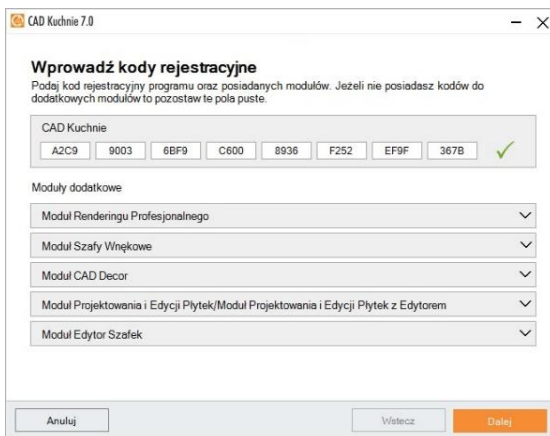 CAD Kuchnie 7.0
Wprowadź kody rejestracyjne
Podaj kod rejestracyjny programu oraz posiadanych modułów. Jeżeli nie posiadasz kodów do
dodatkowych modułów to pozostaw te pola puste.
CAD Kuchnie
A2C9 9003 6BF9 C600 8936 F252 EF9F 367B
Moduły dodatkowe
Moduł Renderingu Profesjonalnego
Moduł Szafy Wnękowe
Moduł CAD Decor
Moduł Projektowania i Edycji Płytek/Moduł Projektowania i Edycji Płytek z Edytorem
Moduł Edytor Szafek
Anuluj Wstecz Dalej